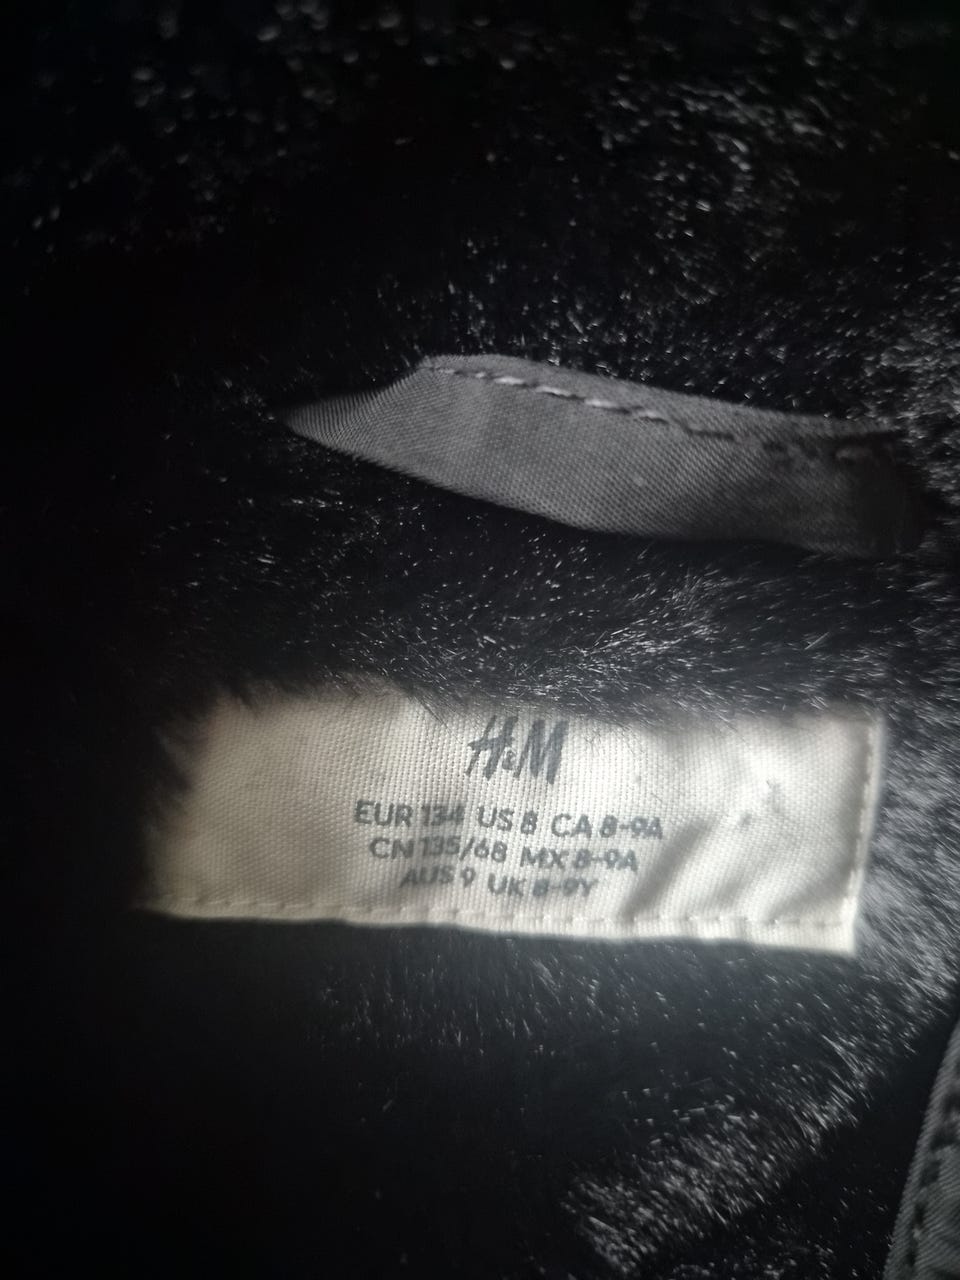 H&M
EUR 134 US 8 CA 8-9A
CN 135/68 MX 8-9A
AUS 9 UK 8-9Y